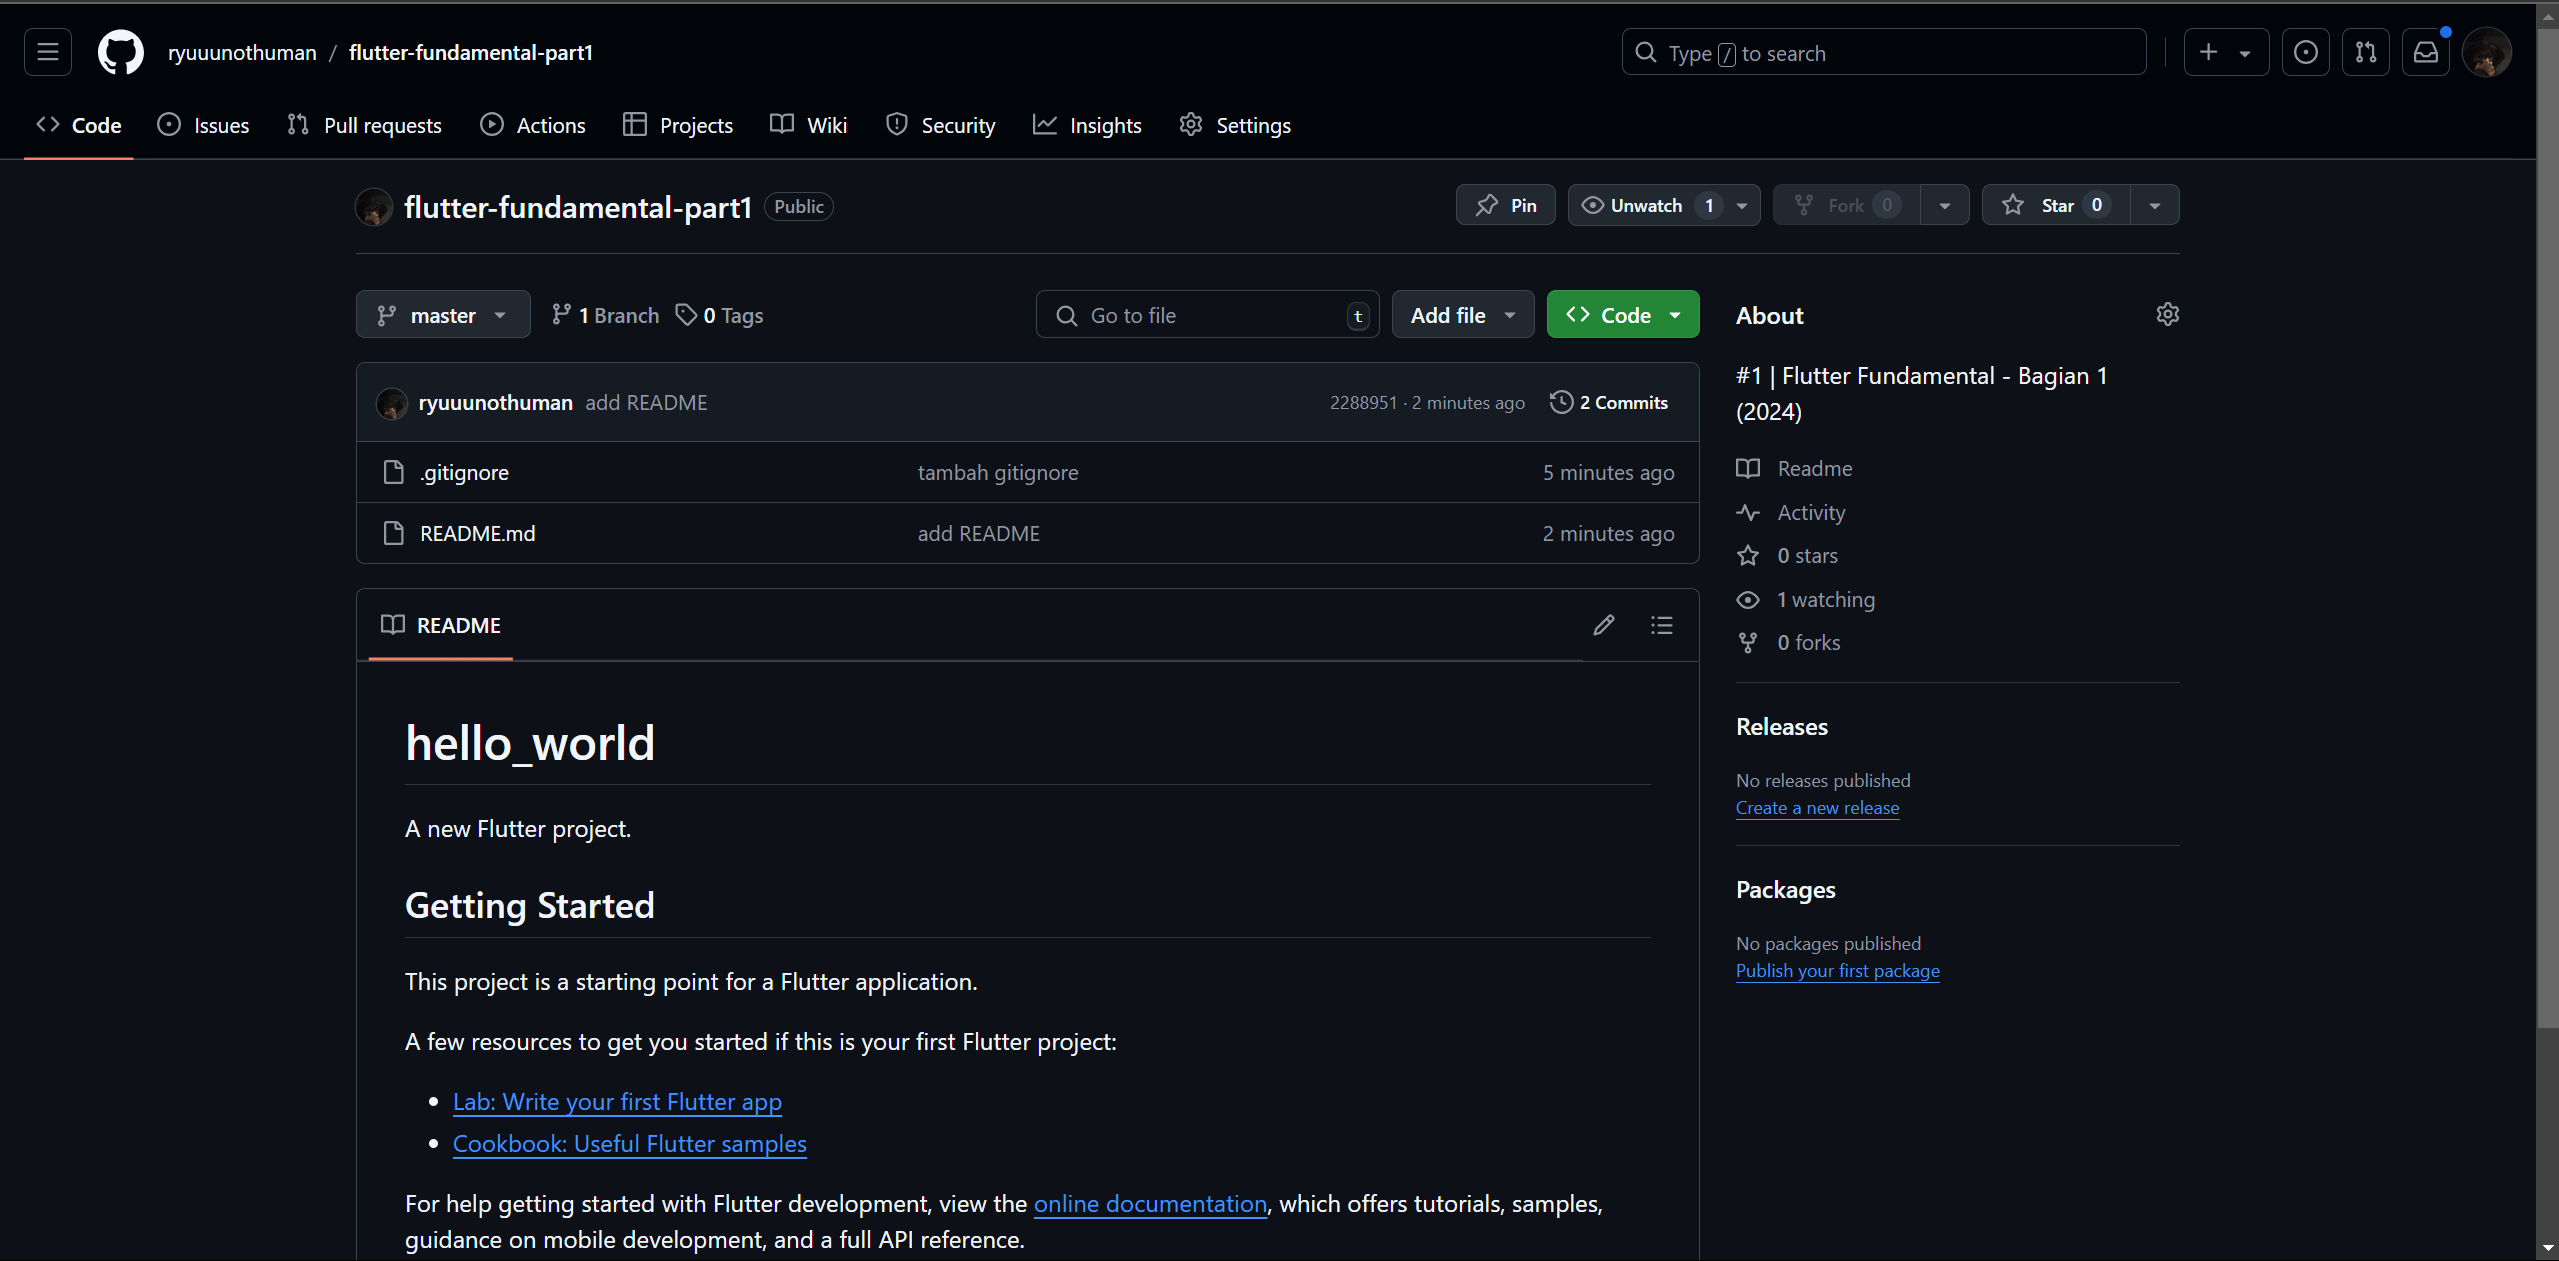 ryuuunothuman / flutter-fundamental-part1
Type / to search
Code Issues Pull requests Actions Projects Wiki Security Insights Settings
flutter-fundamental-part1 Public
Pin Unwatch 1 Fork 0 Star 0
master 1 Branch 0 Tags Go to file t Add file Code
ryuuunothuman add README 2288951 · 2 minutes ago 2 Commits
.gitignore tambah gitignore 5 minutes ago
README.md add README 2 minutes ago
README
hello_world
A new Flutter project.
Getting Started
This project is a starting point for a Flutter application.
A few resources to get you started if this is your first Flutter project:
Lab: Write your first Flutter app
Cookbook: Useful Flutter samples
For help getting started with Flutter development, view the online documentation, which offers tutorials, samples,
guidance on mobile development, and a full API reference.
About
#1 | Flutter Fundamental - Bagian 1
(2024)
Readme
Activity
0 stars
1 watching
0 forks
Releases
No releases published
Create a new release
Packages
No packages published
Publish your first package